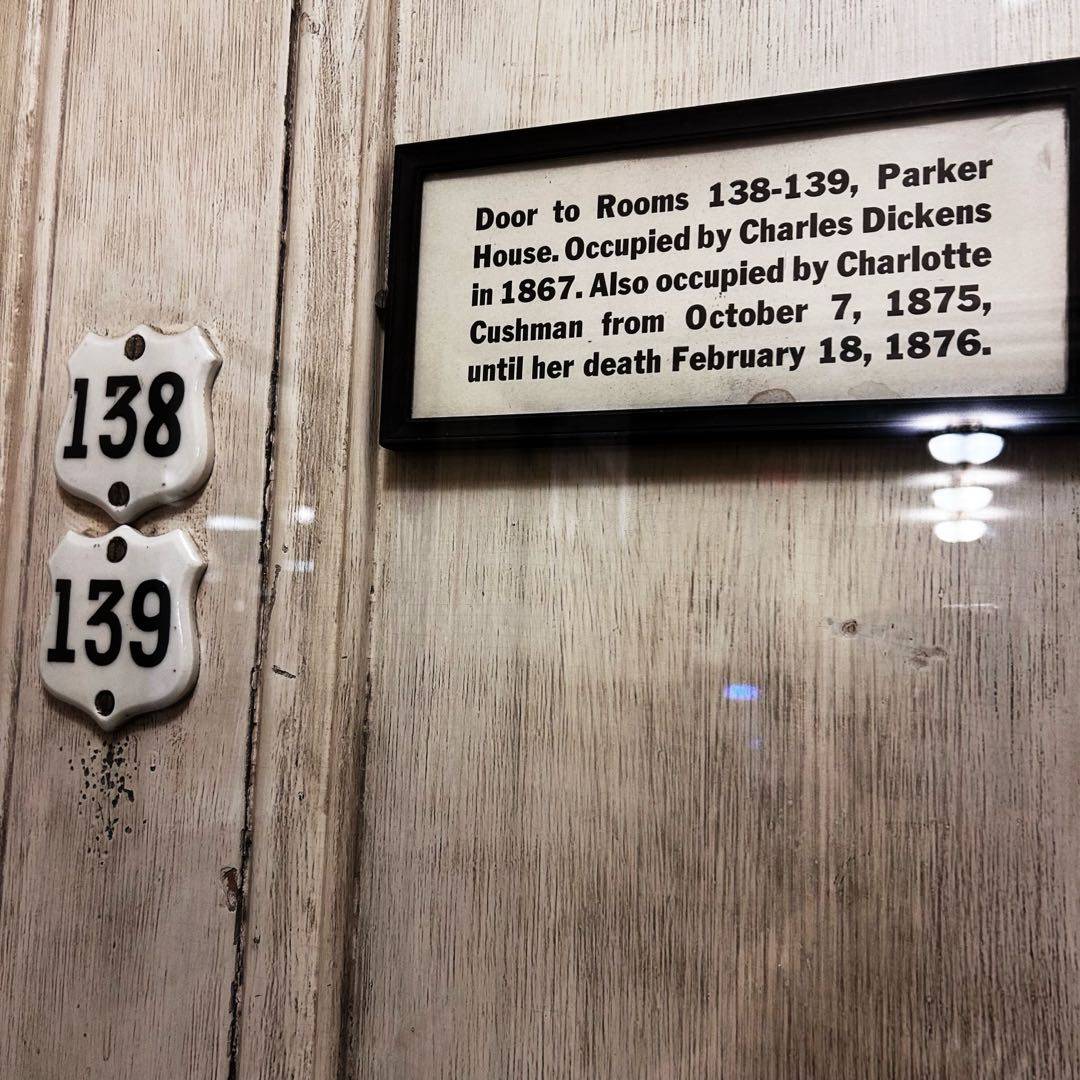 138
139
Door to Rooms 138-139, Parker
House. Occupied by Charles Dickens
in 1867. Also occupied by Charlotte
Cushman from October 7, 1875,
until her death February 18, 1876.